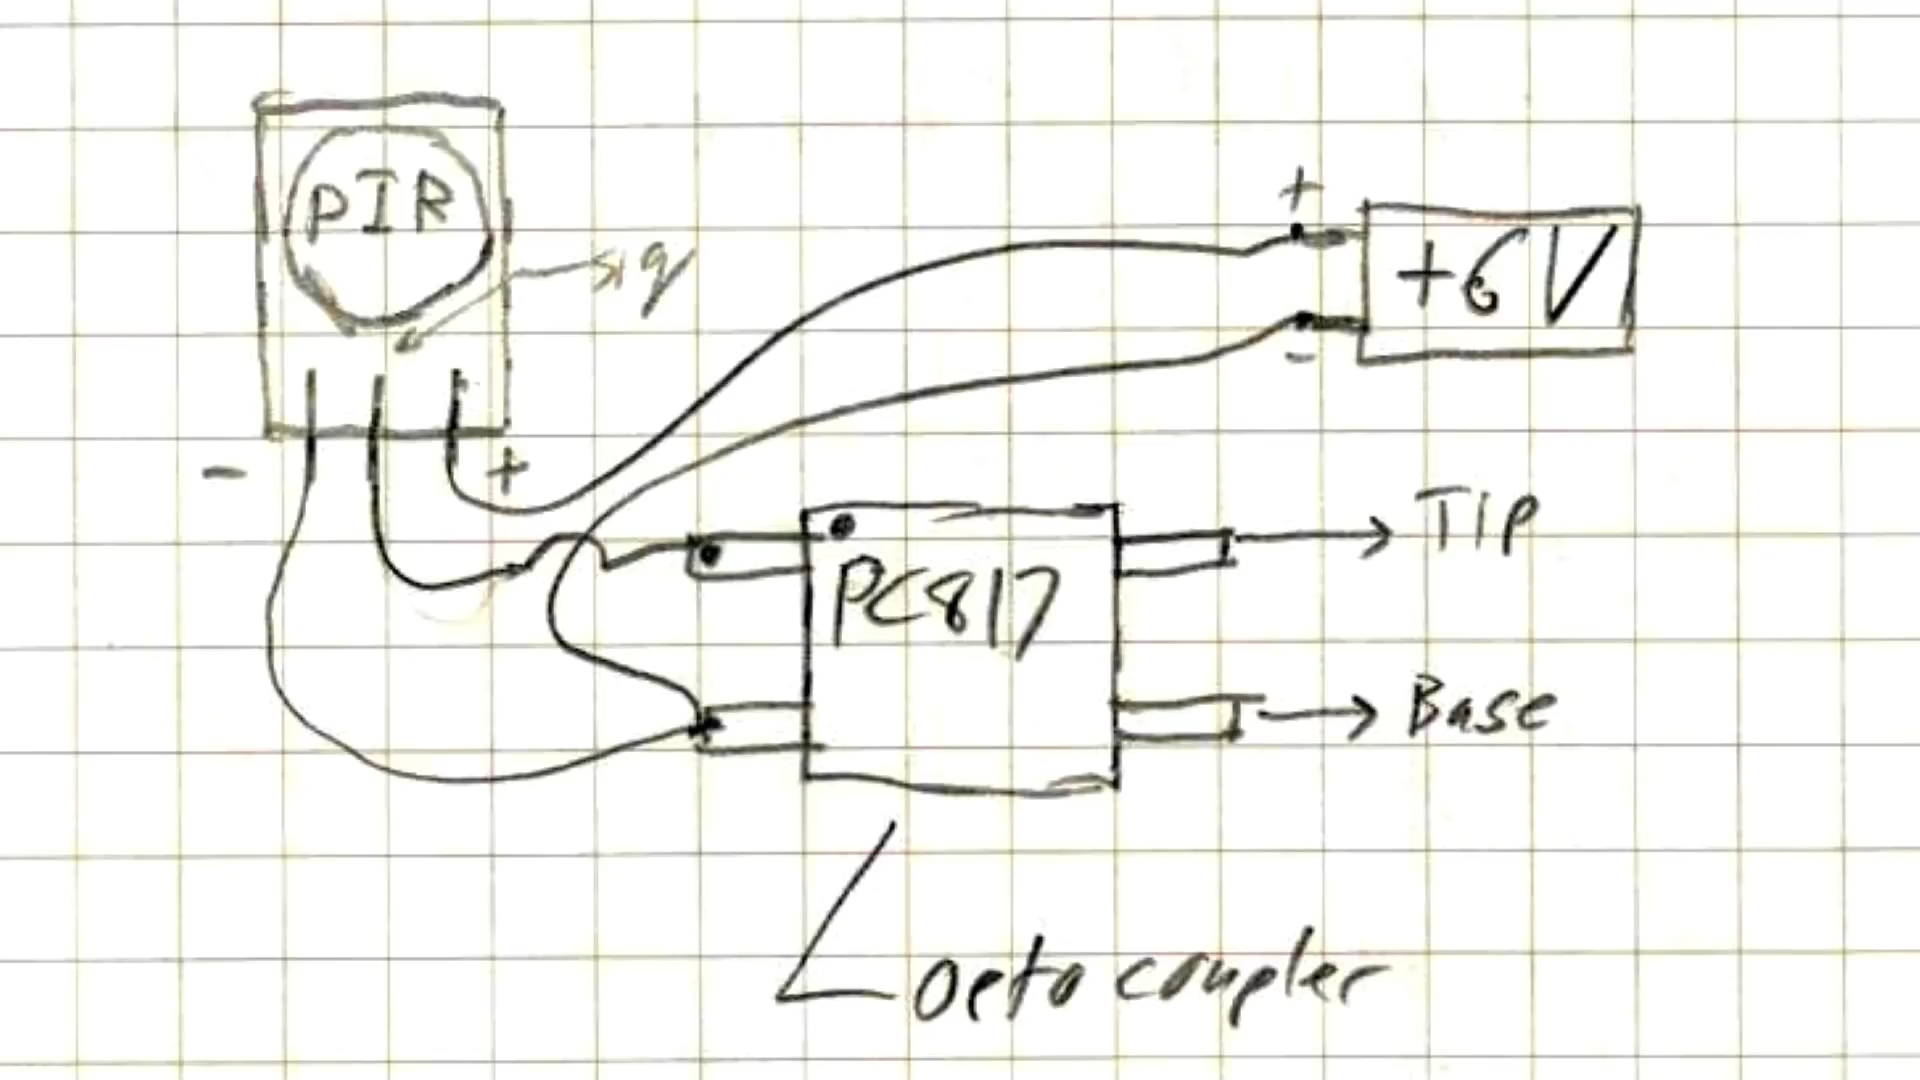 PIR
sig
+
+6V
-
- +
TIP
PC817
Base
optocoupler